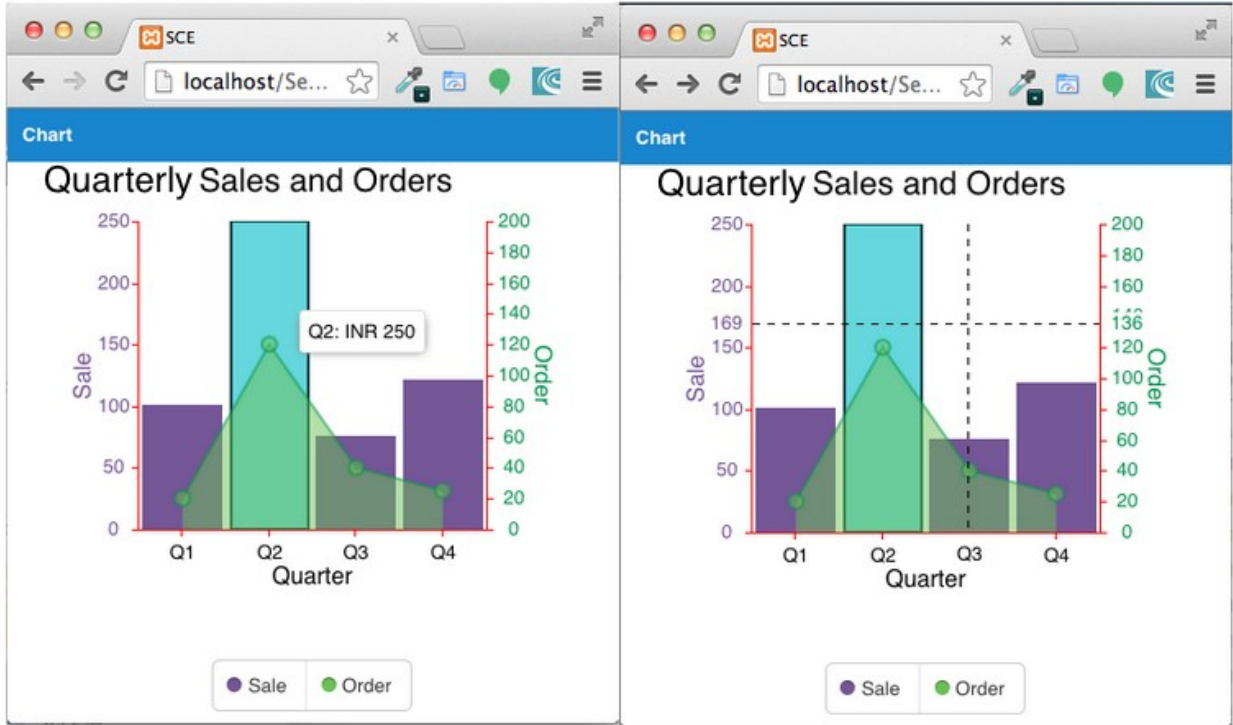 SCE
localhost/Se...
Chart
Quarterly Sales and Orders
250
200
150
100
50
0
Sale
Q2: INR 250
200
180
160
140
120
100
80
60
40
20
0
Order
Q1 Q2 Q3 Q4
Quarter
Sale Order
SCE
localhost/Se...
Chart
Quarterly Sales and Orders
250
200
169
150
100
50
0
Sale
200
180
160
136
120
100
80
60
40
20
0
Order
Q1 Q2 Q3 Q4
Quarter
Sale Order